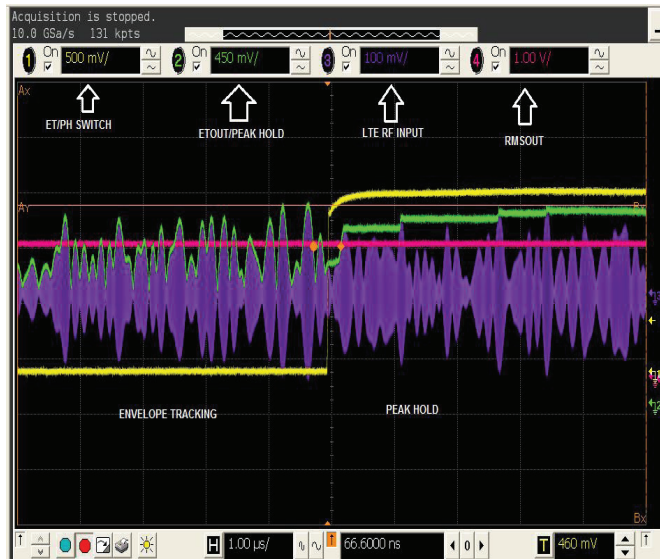 Acquisition is stopped.
10.0 GSa/s 131 kpts
1 On 500 mV/ 2 On 450 mV/ 3 On 100 mV/ 4 On 1.00 V/
Ax
ET/PH SWITCH
ETOUT/PEAK HOLD
LTE RF INPUT
RMSOUT
AY
ENVELOPE TRACKING
PEAK HOLD
Bx
H 1.00 µs/ 66.6000 ns 0 T 460 mV